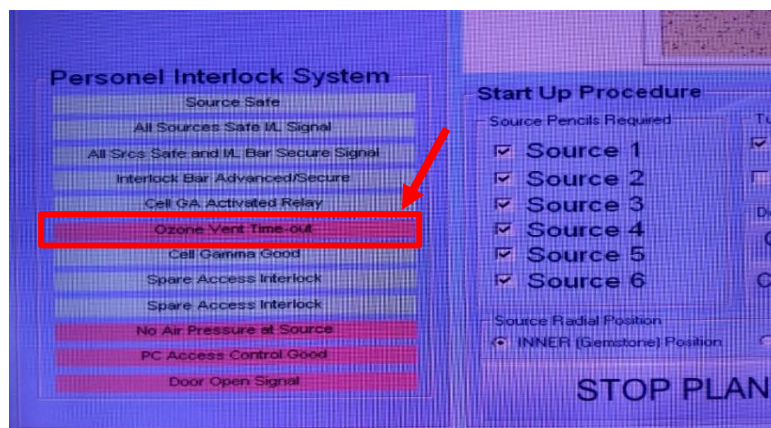 Personel Interlock System
Source Safe
All Sources Safe I/L Signal
All Srcs Safe and I/L Bar Secure Signal
Interlock Bar Advanced/Secure
Cell GA Activated Relay
Ozone Vent Time-out
Cell Gamma Good
Spare Access Interlock
Spare Access Interlock
No Air Pressure at Source
PC Access Control Good
Door Open Signal
Start Up Procedure
Source Pencils Required
Source 1
Source 2
Source 3
Source 4
Source 5
Source 6
Source Radial Position
INNER (Gemstone) Position
STOP PLAN